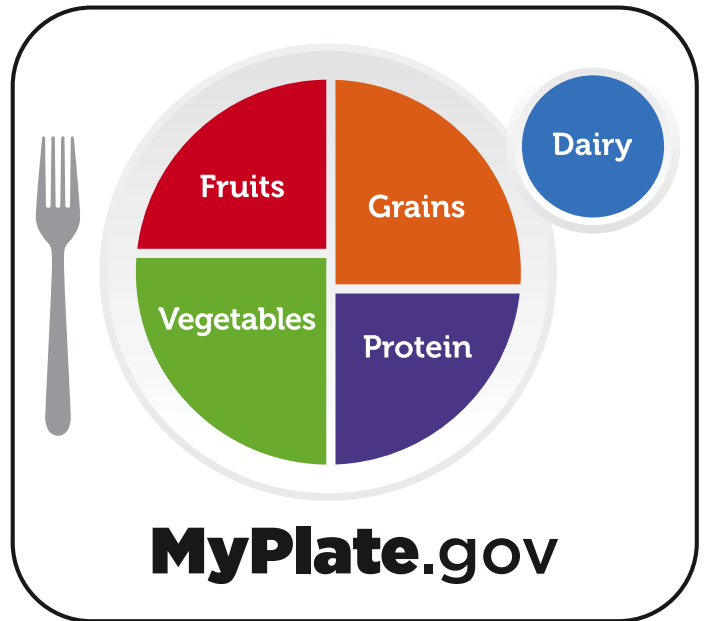 Fruits
Grains
Dairy
Vegetables
Protein
MyPlate.gov